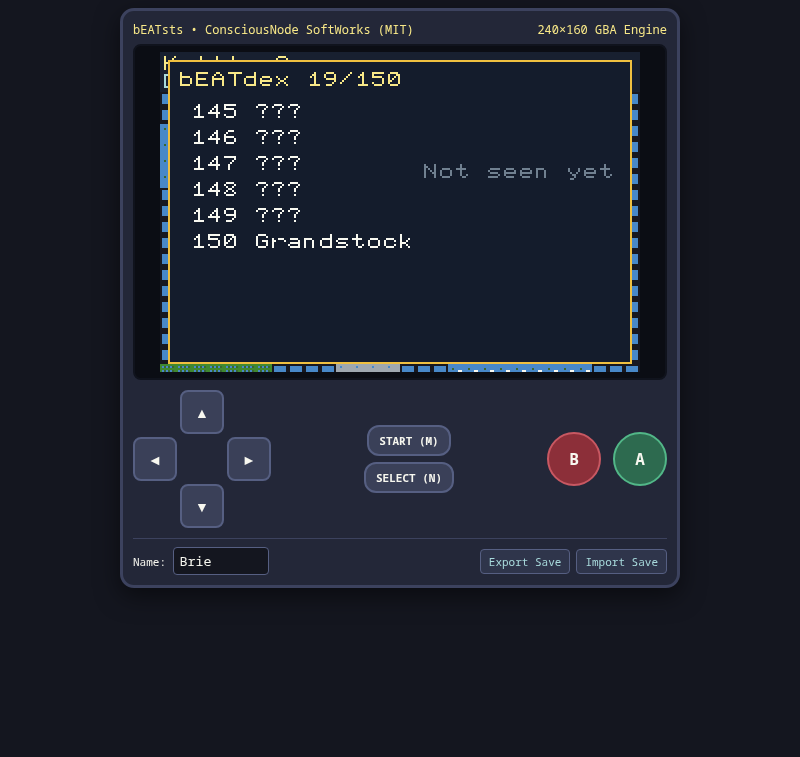 bEATsts • ConsciousNode SoftWorks (MIT)
240×160 GBA Engine
bEATdex 19/150
145 ???
146 ???
147 ???
148 ???
149 ???
150 Grandstock
Not seen yet
▲
◀
▶
▼
START (M)
SELECT (N)
B
A
Name: Brie
Export Save
Import Save